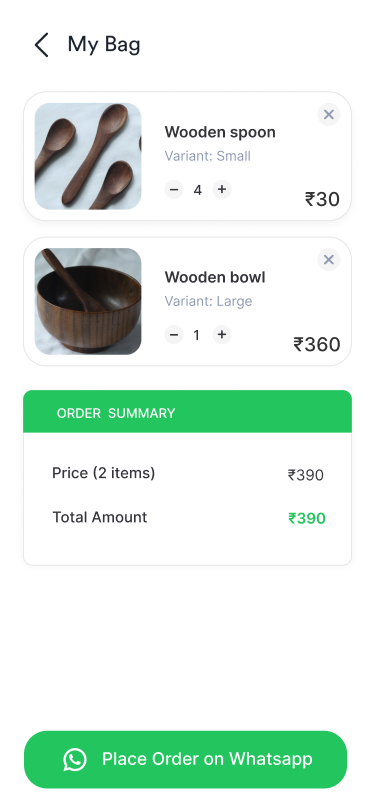 My Bag
Wooden spoon
Variant: Small
− 4 +
₹30
Wooden bowl
Variant: Large
− 1 +
₹360
ORDER SUMMARY
Price (2 items) ₹390
Total Amount ₹390
Place Order on Whatsapp